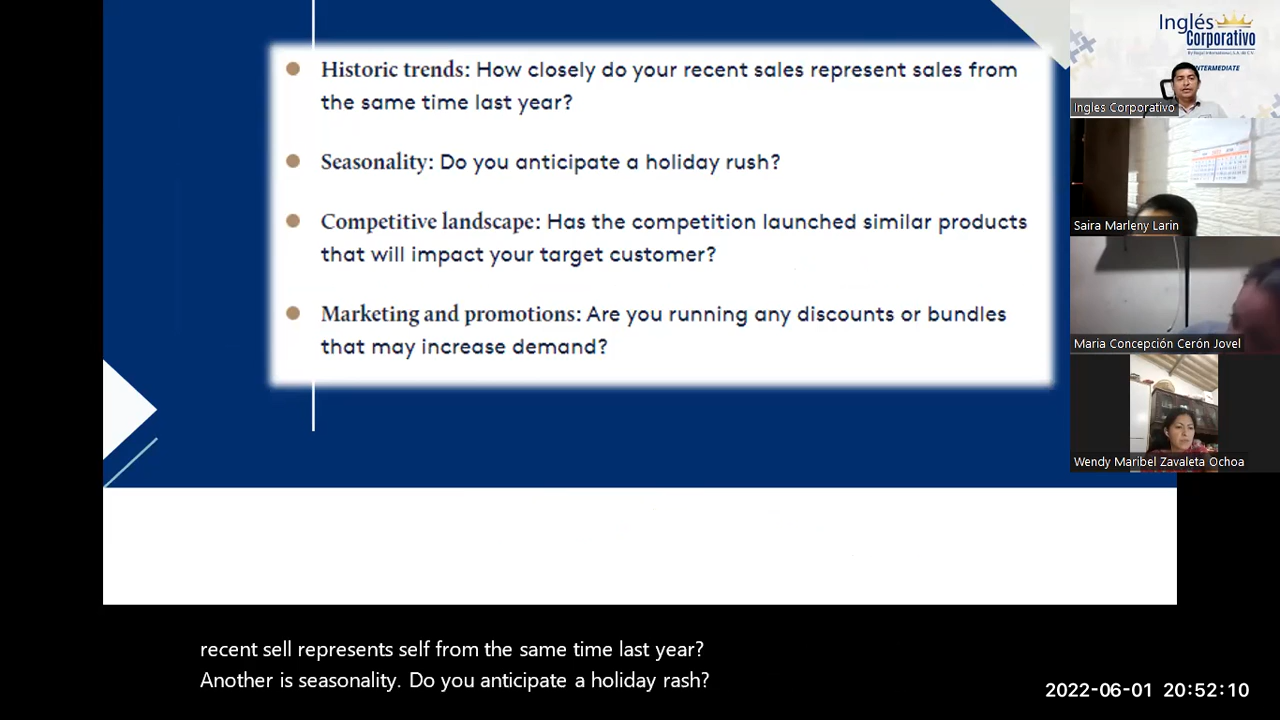 Historic trends: How closely do your recent sales represent sales from
the same time last year?
Seasonality: Do you anticipate a holiday rush?
Competitive landscape: Has the competition launched similar products
that will impact your target customer?
Marketing and promotions: Are you running any discounts or bundles
that may increase demand?
Inglés
Corporativo
INTERMEDIATE
Ingles Corporativo
Saira Marleny Larin
Maria Concepción Cerón Jovel
Wendy Maribel Zavaleta Ochoa
recent sell represents self from the same time last year?
Another is seasonality. Do you anticipate a holiday rash?
2022-06-01 20:52:10